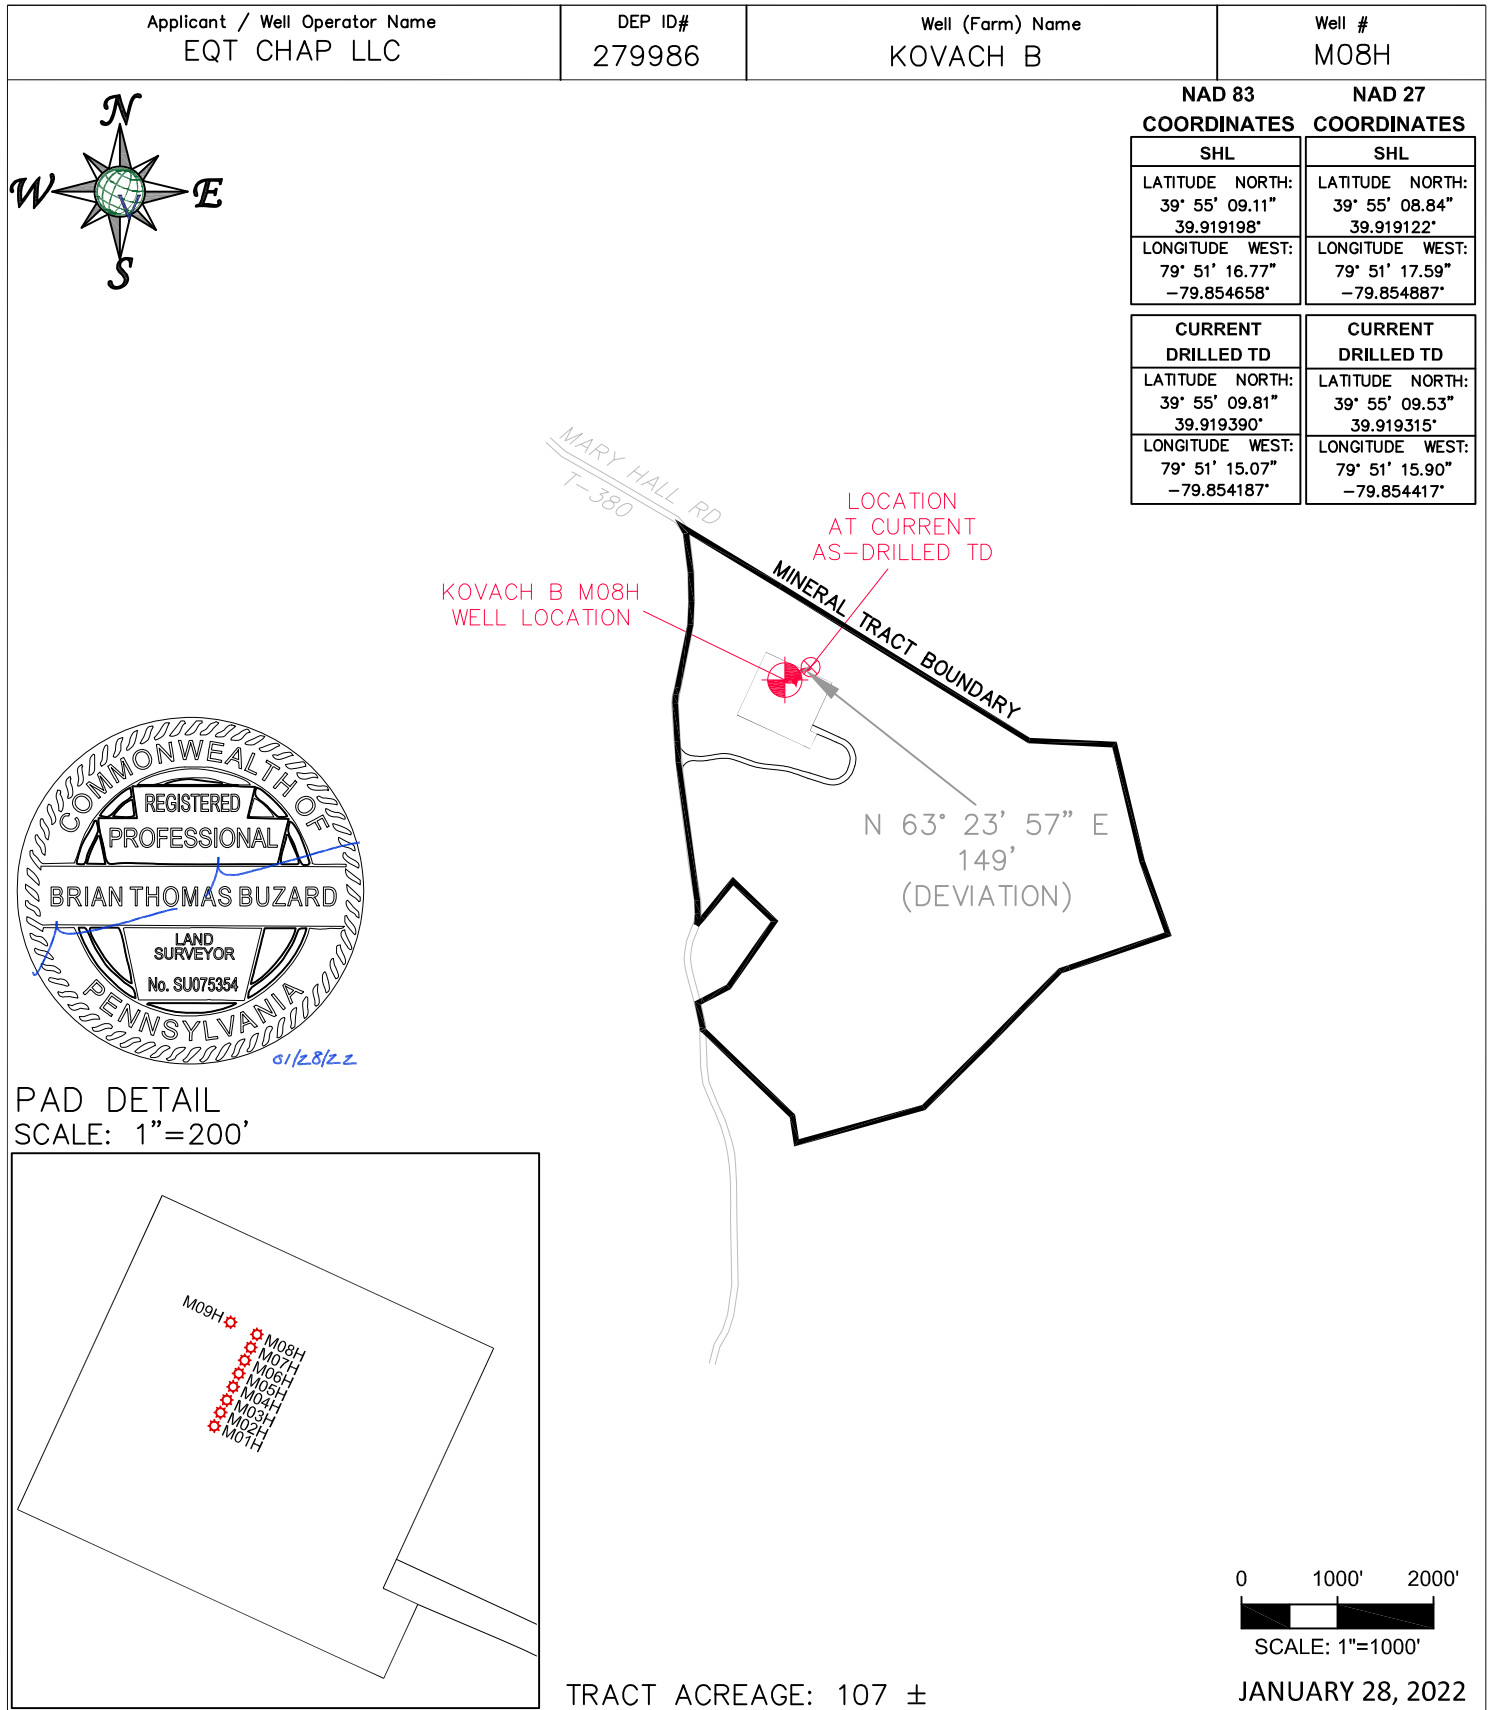 Applicant / Well Operator Name
EQT CHAP LLC
DEP ID#
279986
Well (Farm) Name
KOVACH B
Well #
M08H
N
W
E
S
NAD 83
COORDINATES
SHL
LATITUDE NORTH:
39° 55' 09.11"
39.919198°
LONGITUDE WEST:
79° 51' 16.77"
-79.854658°
CURRENT
DRILLED TD
LATITUDE NORTH:
39° 55' 09.81"
39.919390°
LONGITUDE WEST:
79° 51' 15.07"
-79.854187°
NAD 27
COORDINATES
SHL
LATITUDE NORTH:
39° 55' 08.84"
39.919122°
LONGITUDE WEST:
79° 51' 17.59"
-79.854887°
CURRENT
DRILLED TD
LATITUDE NORTH:
39° 55' 09.53"
39.919315°
LONGITUDE WEST:
79° 51' 15.90"
-79.854417°
MARY HALL RD
T-380
LOCATION
AT CURRENT
AS-DRILLED TD
KOVACH B M08H
WELL LOCATION
MINERAL TRACT BOUNDARY
N 63° 23' 57" E
149'
(DEVIATION)
COMMONWEALTH OF
REGISTERED
PROFESSIONAL
BRIAN THOMAS BUZARD
LAND
SURVEYOR
No. SU075354
PENNSYLVANIA
01/28/22
PAD DETAIL
SCALE: 1"=200'
M09H
M08H
M07H
M06H
M05H
M04H
M03H
M02H
M01H
0 1000' 2000'
SCALE: 1"=1000'
TRACT ACREAGE: 107 ±
JANUARY 28, 2022